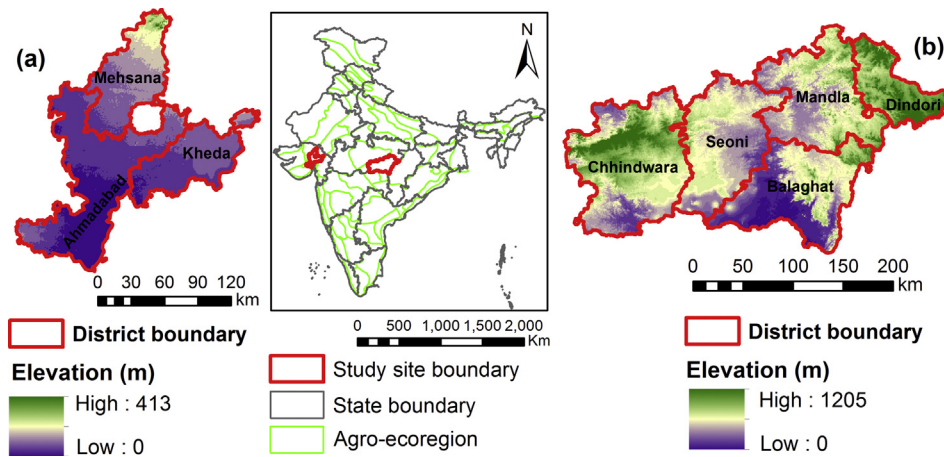 (a)
Mehsana
Kheda
Ahmadabad
0 30 60 90 120
km
District boundary
Elevation (m)
High : 413
Low : 0
N
0 500 1,000 1,500 2,000
Km
Study site boundary
State boundary
Agro-ecoregion
(b)
Mandla
Dindori
Seoni
Chhindwara
Balaghat
0 50 100 150 200
km
District boundary
Elevation (m)
High : 1205
Low : 0